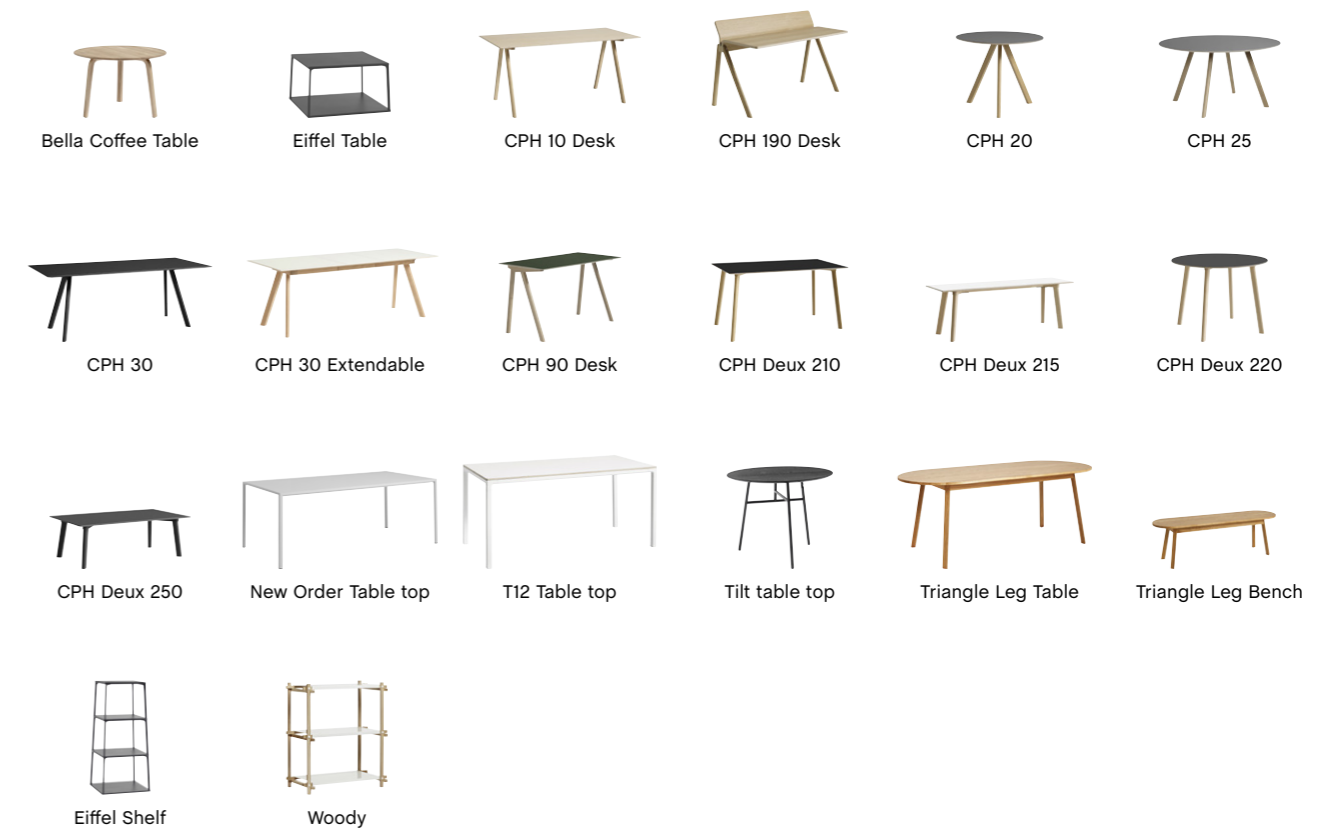 Bella Coffee Table
Eiffel Table
CPH 10 Desk
CPH 190 Desk
CPH 20
CPH 25
CPH 30
CPH 30 Extendable
CPH 90 Desk
CPH Deux 210
CPH Deux 215
CPH Deux 220
CPH Deux 250
New Order Table top
T12 Table top
Tilt table top
Triangle Leg Table
Triangle Leg Bench
Eiffel Shelf
Woody